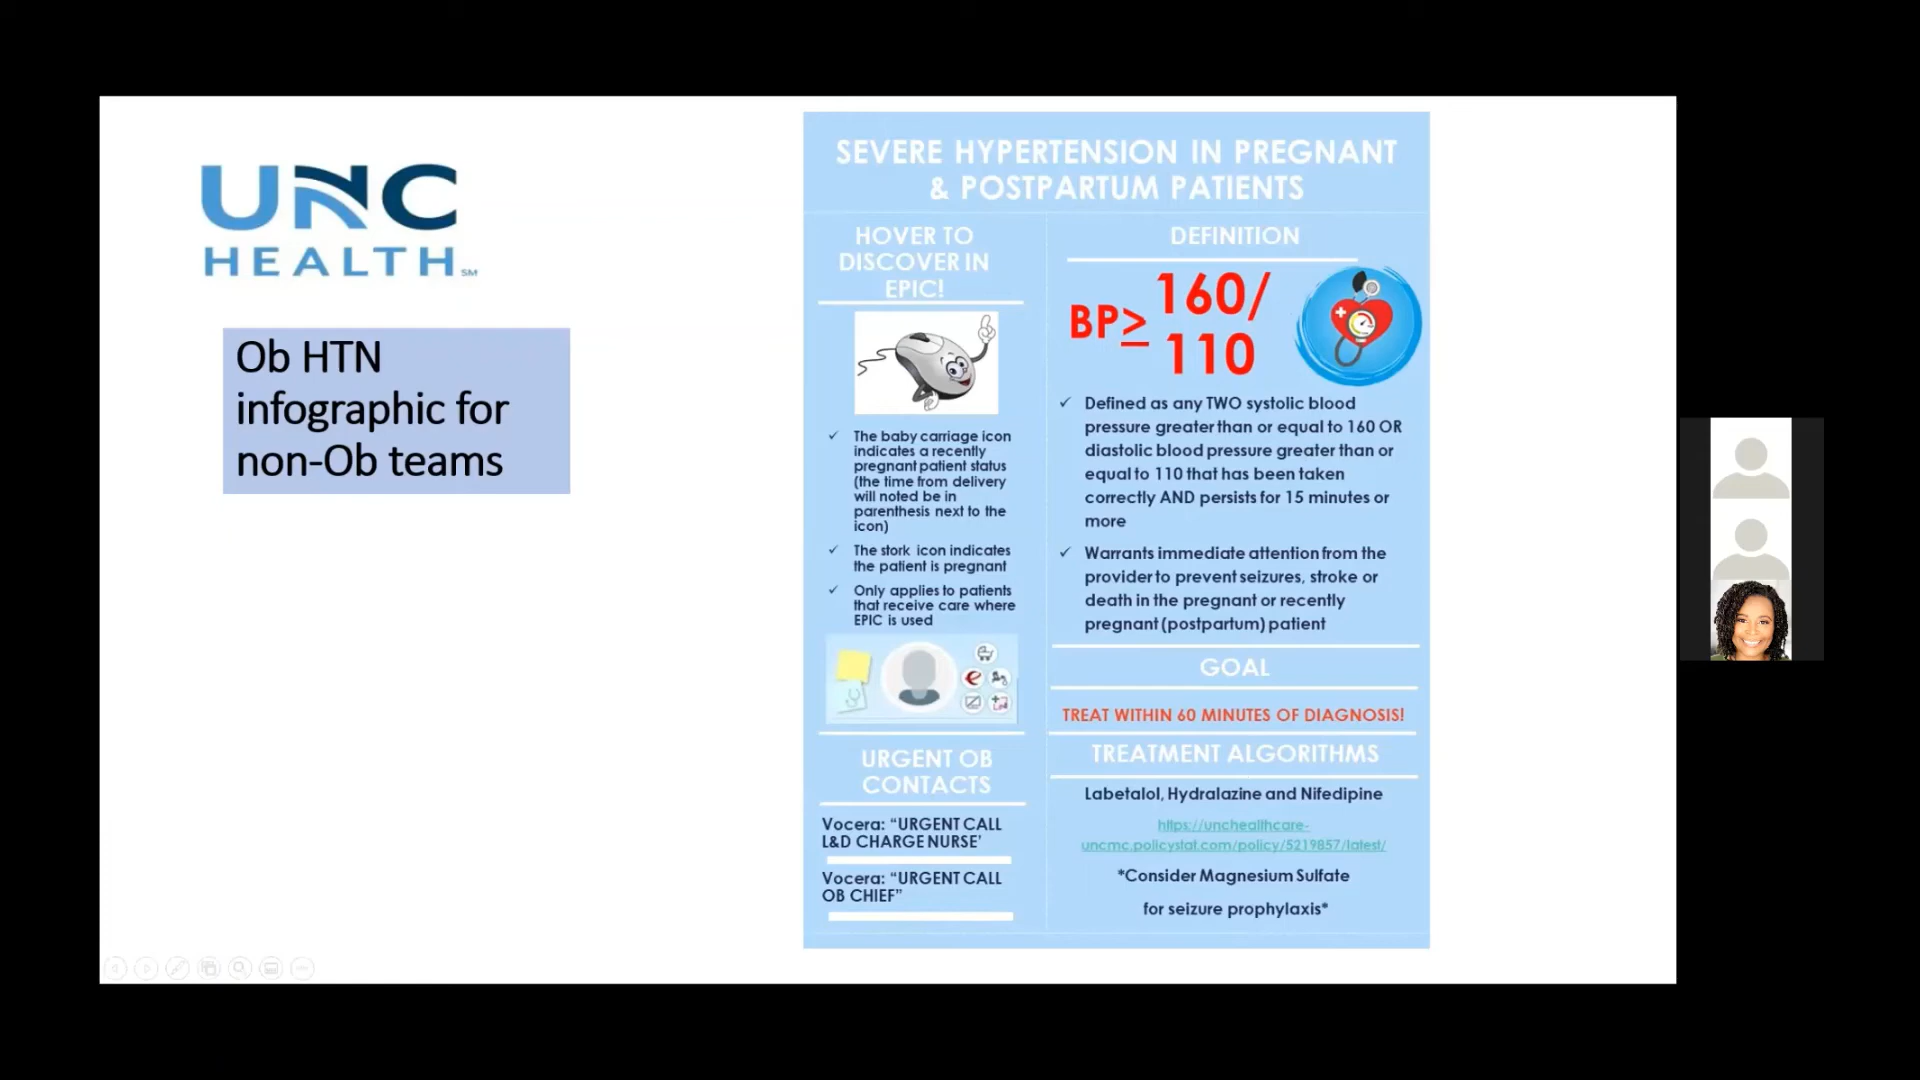 UNC
HEALTH SM
Ob HTN
infographic for
non-Ob teams
SEVERE HYPERTENSION IN PREGNANT
& POSTPARTUM PATIENTS
HOVER TO
DISCOVER IN
EPIC!
✓ The baby carriage icon
indicates a recently
pregnant patient status
(the time from delivery
will noted be in
parenthesis next to the
icon)
✓ The stork icon indicates
the patient is pregnant
✓ Only applies to patients
that receive care where
EPIC is used
URGENT OB
CONTACTS
Vocera: “URGENT CALL
L&D CHARGE NURSE’
Vocera: “URGENT CALL
OB CHIEF”
DEFINITION
BP≥ 160/
110
✓ Defined as any TWO systolic blood
pressure greater than or equal to 160 OR
diastolic blood pressure greater than or
equal to 110 that has been taken
correctly AND persists for 15 minutes or
more
✓ Warrants immediate attention from the
provider to prevent seizures, stroke or
death in the pregnant or recently
pregnant (postpartum) patient
GOAL
TREAT WITHIN 60 MINUTES OF DIAGNOSIS!
TREATMENT ALGORITHMS
Labetalol, Hydralazine and Nifedipine
https://unchealthcare-
uncmc.policystat.com/policy/5219857/latest/
*Consider Magnesium Sulfate
for seizure prophylaxis*